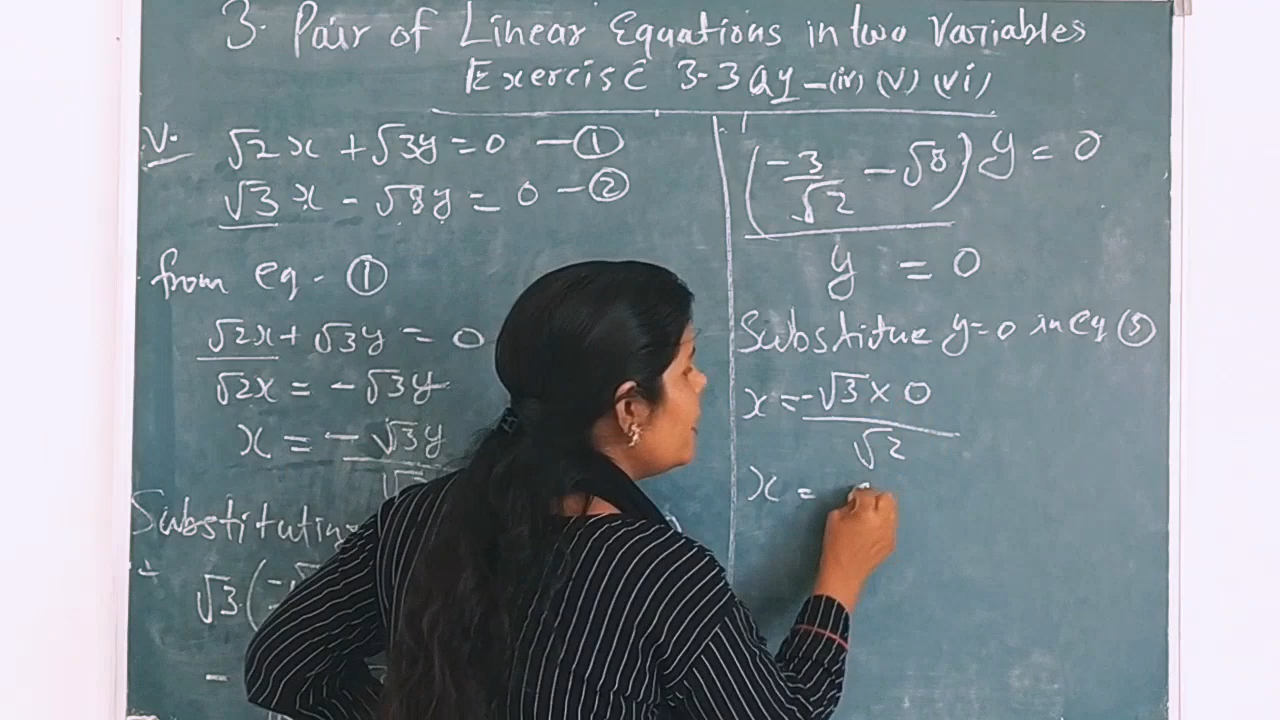 3. Pair of Linear Equations in two Variables
Exercise 3.3 Qy - (iv) (v) (vi)
V. √2x + √3y = 0 — ①
√3x - √8y = 0 — ②
from eq - ①
√2x + √3y = 0
√2x = - √3y
x = - √3y
Substituting
√3 (
-
(-3/√2 - √8) y = 0
y = 0
Substitue y=0 in eq ③
x = -√3 × 0
√2
x =